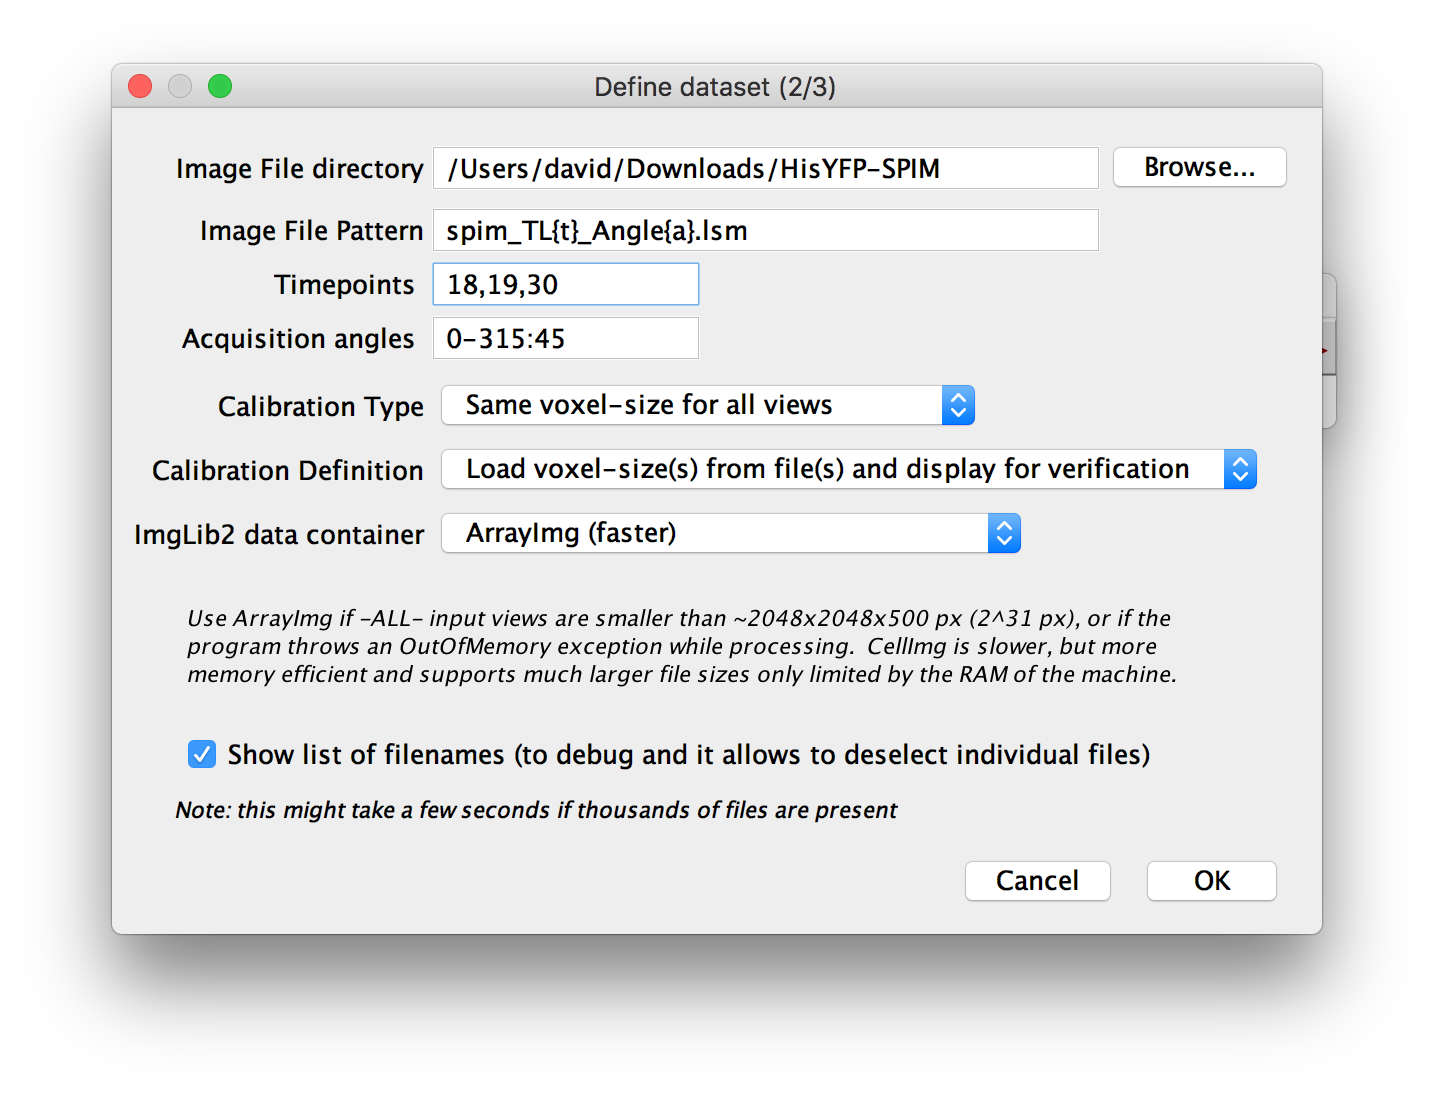 Define dataset (2/3)
Image File directory /Users/david/Downloads/HisYFP-SPIM Browse...
Image File Pattern spim_TL{t}_Angle{a}.lsm
Timepoints 18,19,30
Acquisition angles 0-315:45
Calibration Type Same voxel-size for all views
Calibration Definition Load voxel-size(s) from file(s) and display for verification
ImgLib2 data container ArrayImg (faster)
Use ArrayImg if -ALL- input views are smaller than ~2048x2048x500 px (2^31 px), or if the
program throws an OutOfMemory exception while processing.  CellImg is slower, but more
memory efficient and supports much larger file sizes only limited by the RAM of the machine.
Show list of filenames (to debug and it allows to deselect individual files)
Note: this might take a few seconds if thousands of files are present
Cancel OK